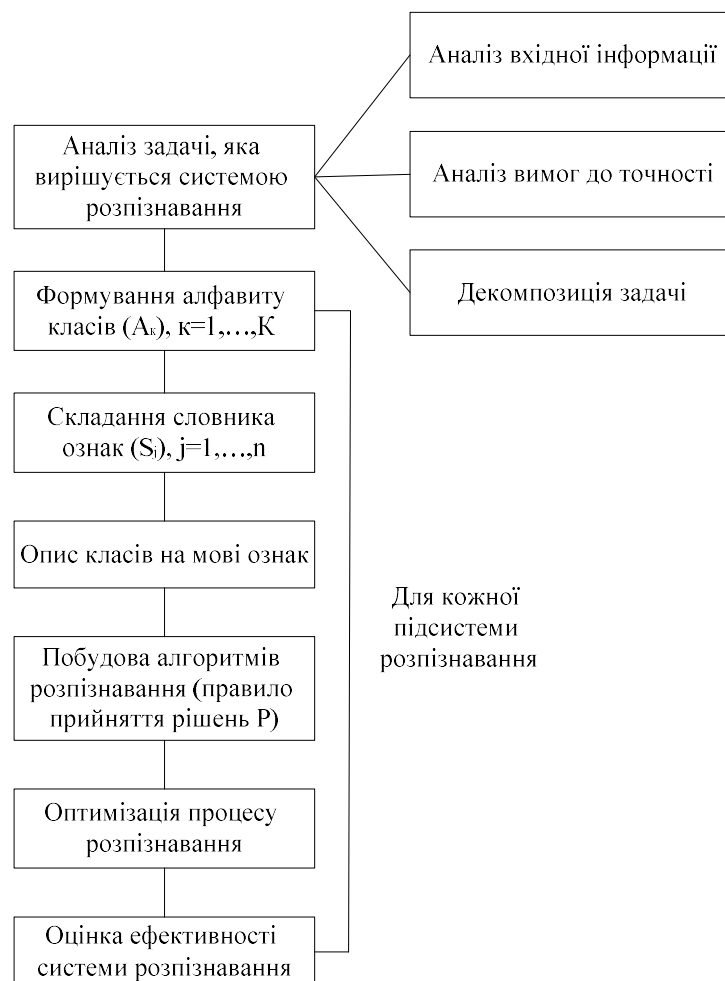 Аналіз вхідної інформації
Аналіз задачі, яка
вирішується системою
розпізнавання
Аналіз вимог до точності
Декомпозиція задачі
Формування алфавиту
класів (Aк), к=1,…,К
Складання словника
ознак (Sj), j=1,…,n
Опис класів на мові ознак
Для кожної
підсистеми
розпізнавання
Побудова алгоритмів
розпізнавання (правило
прийняття рішень Р)
Оптимізація процесу
розпізнавання
Оцінка ефективності
системи розпізнавання